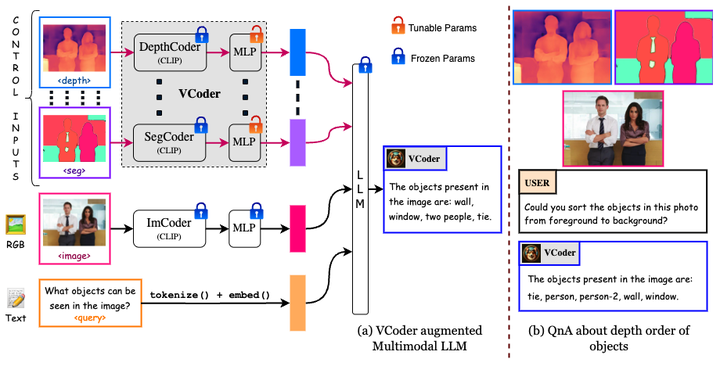 CONTROL
INPUTS
<depth>
<seg>
RGB
<image>
Text
What objects can be
seen in the image?
<query>
DepthCoder
(CLIP)
MLP
VCoder
SegCoder
(CLIP)
MLP
ImCoder
(CLIP)
MLP
tokenize() + embed()
Tunable Params
Frozen Params
LLM
VCoder
The objects present in
the image are: wall,
window, two people, tie.
(a) VCoder augmented
Multimodal LLM
USER
Could you sort the objects in this photo
from foreground to background?
VCoder
The objects present in the image are:
tie, person, person-2, wall, window.
(b) QnA about depth order of
objects